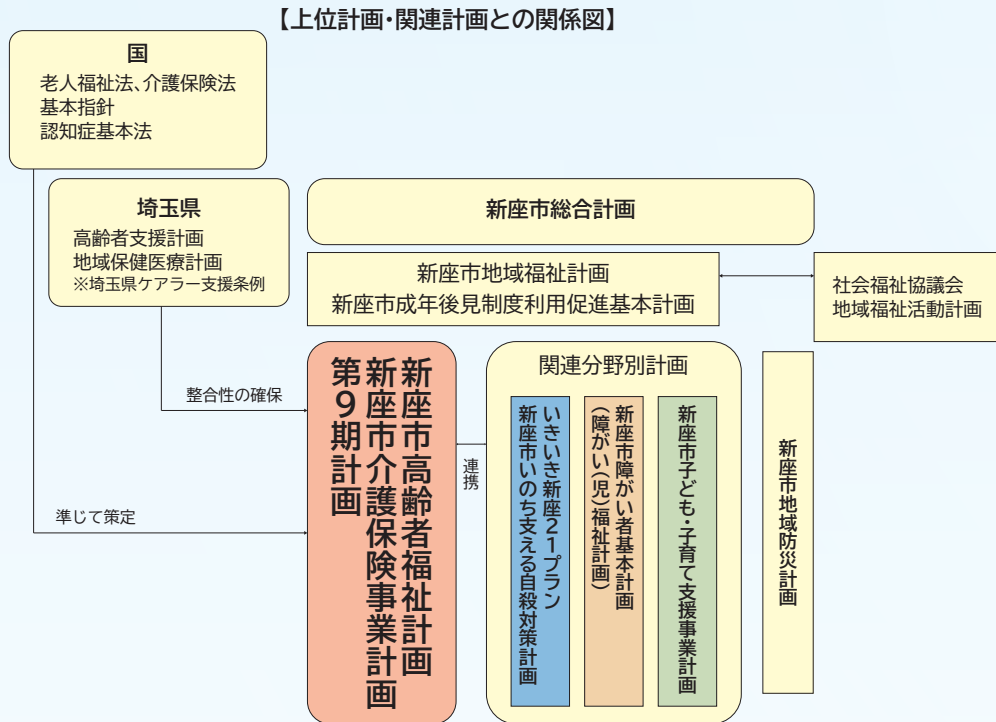 【上位計画・関連計画との関係図】
国
老人福祉法、介護保険法
基本指針
認知症基本法
埼玉県
高齢者支援計画
地域保健医療計画
※埼玉県ケアラー支援条例
新座市総合計画
新座市地域福祉計画
新座市成年後見制度利用促進基本計画
社会福祉協議会
地域福祉活動計画
整合性の確保
準じて策定
新座市高齢者福祉計画
新座市介護保険事業計画
第9期計画
連携
関連分野別計画
いきいき新座21プラン
新座市いのち支える自殺対策計画
新座市障がい者基本計画
(障がい(児)福祉計画)
新座市子ども・子育て支援事業計画
新座市地域防災計画